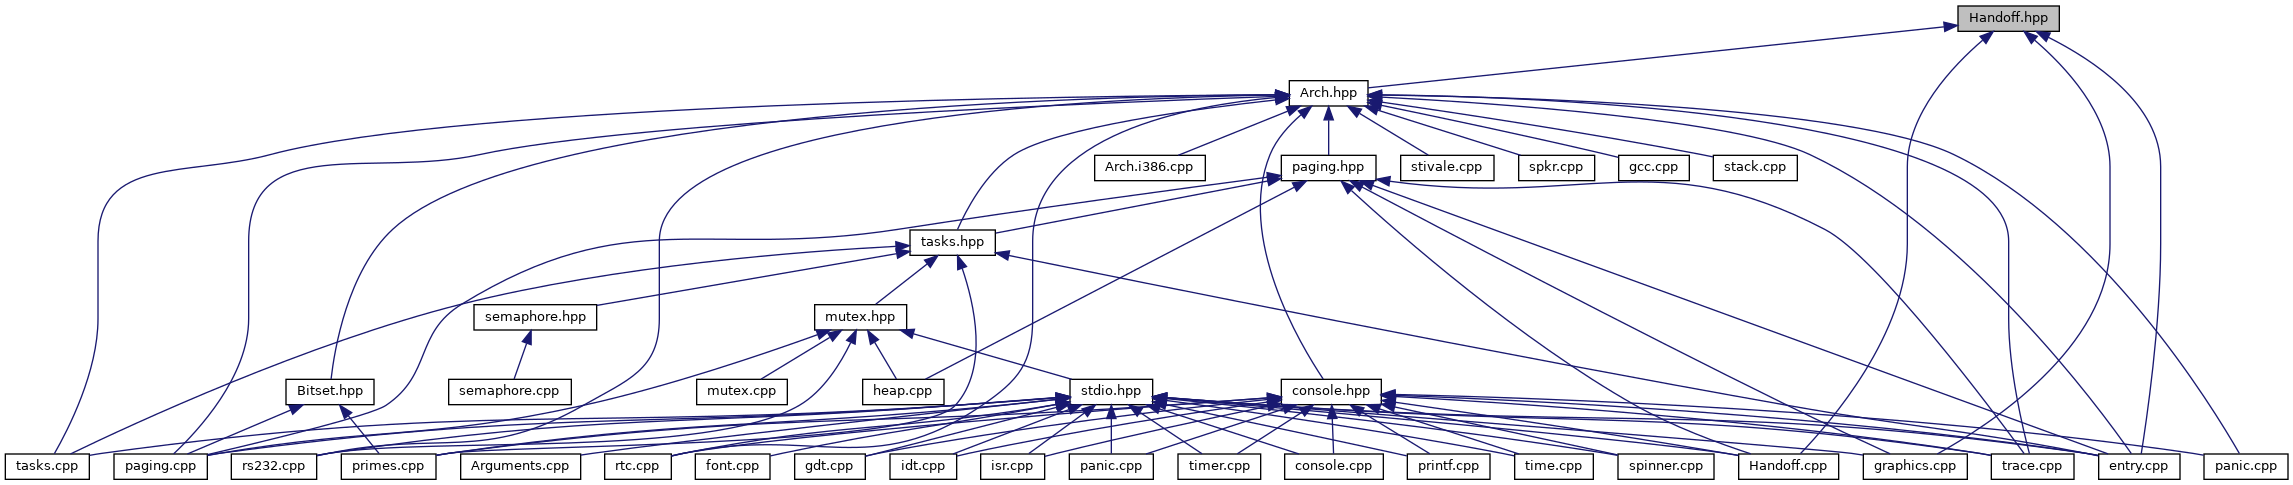 Handoff.hpp
Arch.hpp
Arch.i386.cpp
paging.hpp
stivale.cpp
spkr.cpp
gcc.cpp
stack.cpp
tasks.hpp
semaphore.hpp
mutex.hpp
Bitset.hpp
semaphore.cpp
mutex.cpp
heap.cpp
stdio.hpp
console.hpp
tasks.cpp
paging.cpp
rs232.cpp
primes.cpp
Arguments.cpp
rtc.cpp
font.cpp
gdt.cpp
idt.cpp
isr.cpp
panic.cpp
timer.cpp
console.cpp
printf.cpp
time.cpp
spinner.cpp
Handoff.cpp
graphics.cpp
trace.cpp
entry.cpp
panic.cpp